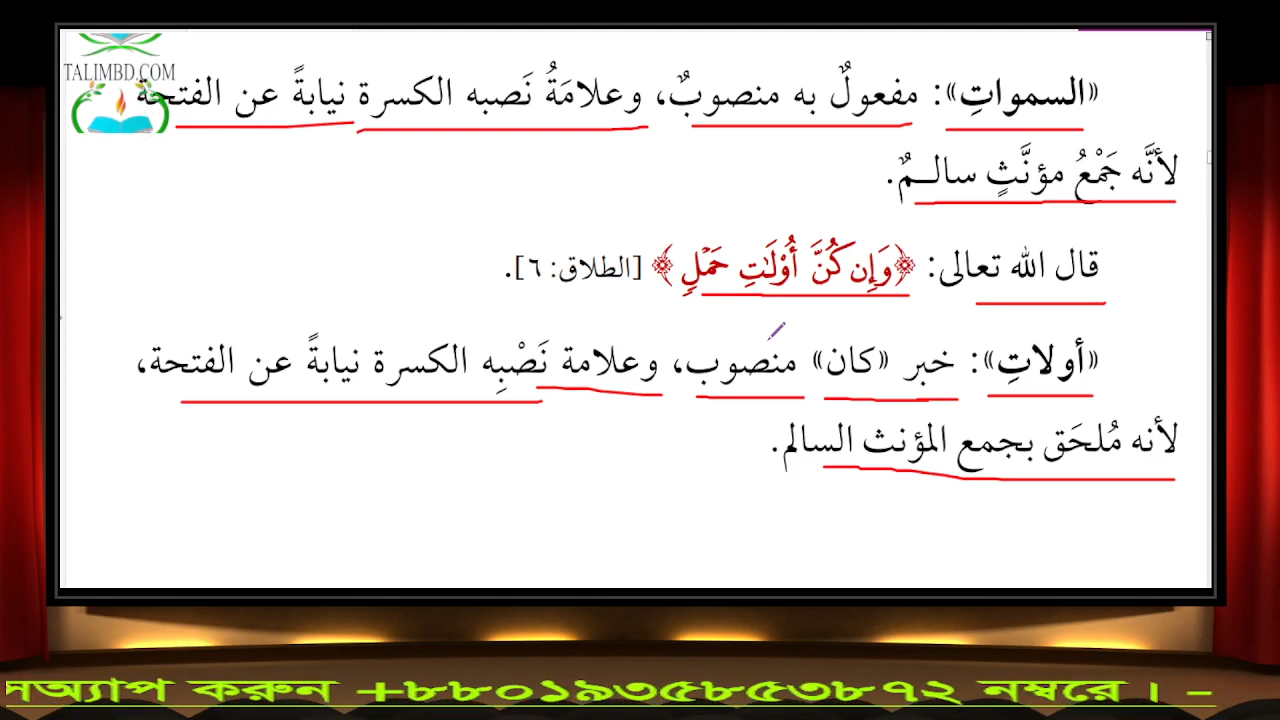 TALIMBD.COM
«السمواتِ»: مفعولٌ به منصوبٌ، وعلامَةُ نَصبه الكسرة نيابةً عن الفتحة
لأنَّه جَمْعُ مؤنَّثٍ سالـمٌ.
قال الله تعالى: ﴿وَإِن كُنَّ أُوْلَٰتِ حَمۡلٖ﴾ [الطلاق: ٦].
«أولاتِ»: خبر «كان» منصوب، وعلامة نَصْبِه الكسرة نيابةً عن الفتحة،
لأنه مُلحَق بجمع المؤنث السالم.
সঅ্যাপ করুন +৮৮০১৯৩৫৮৫৩৮৭২ নম্বরে। -